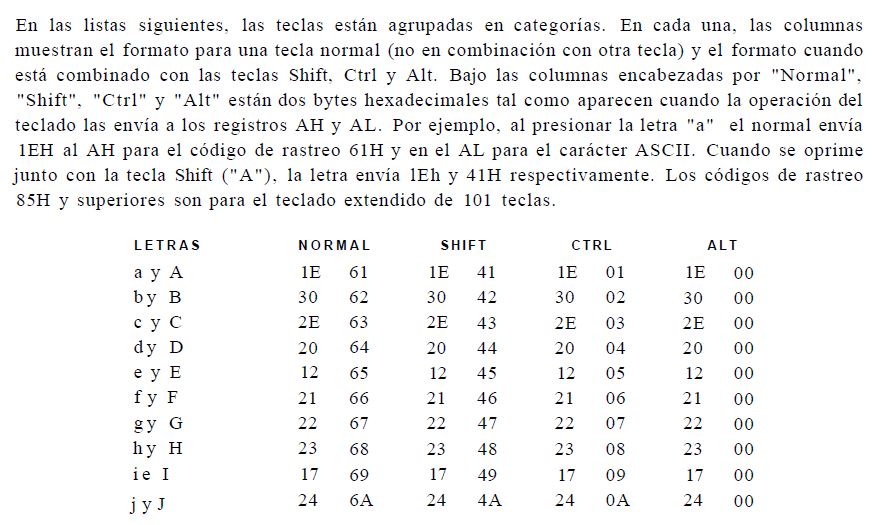 En las listas siguientes, las teclas están agrupadas en categorías. En cada una, las columnas
muestran el formato para una tecla normal (no en combinación con otra tecla) y el formato cuando
está combinado con las teclas Shift, Ctrl y Alt. Bajo las columnas encabezadas por "Normal",
"Shift", "Ctrl" y "Alt" están dos bytes hexadecimales tal como aparecen cuando la operación del
teclado las envía a los registros AH y AL. Por ejemplo, al presionar la letra "a" el normal envía
1EH al AH para el código de rastreo 61H y en el AL para el carácter ASCII. Cuando se oprime
junto con la tecla Shift ("A"), la letra envía lEh y 41H respectivamente. Los códigos de rastreo
85H y superiores son para el teclado extendido de 101 teclas.
LETRAS NORMAL SHIFT CTRL ALT
a y A 1E 61 1E 41 1E 01 1E 00
b y B 30 62 30 42 30 02 30 00
c y C 2E 63 2E 43 2E 03 2E 00
d y D 20 64 20 44 20 04 20 00
e y E 12 65 12 45 12 05 12 00
f y F 21 66 21 46 21 06 21 00
g y G 22 67 22 47 22 07 22 00
h y H 23 68 23 48 23 08 23 00
i e I 17 69 17 49 17 09 17 00
j y J 24 6A 24 4A 24 0A 24 00